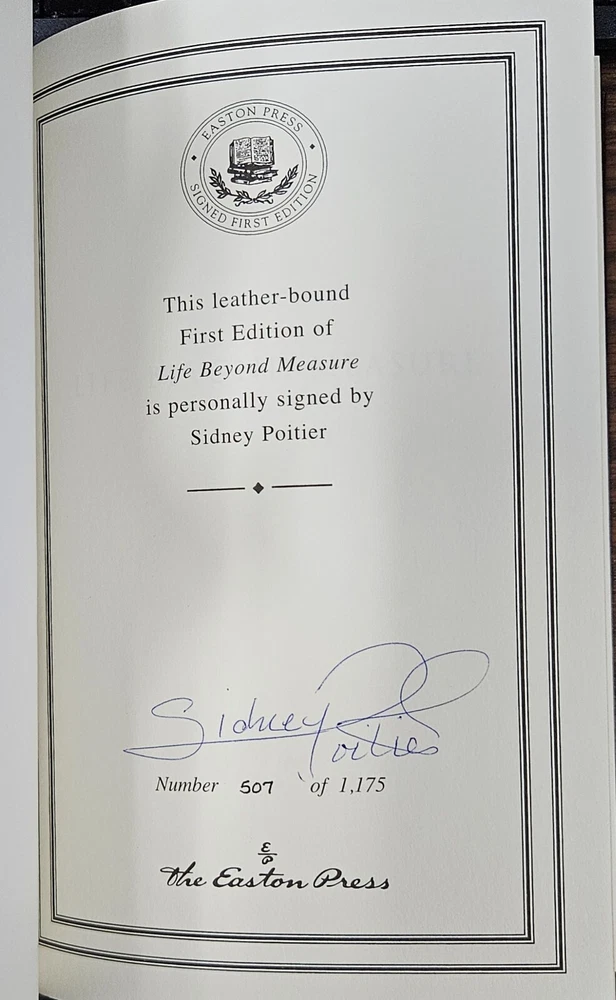 EASTON PRESS
SIGNED FIRST EDITION
This leather-bound
First Edition of
Life Beyond Measure
is personally signed by
Sidney Poitier
Sidney Poitier
Number 507 of 1,175
E
P
The Easton Press